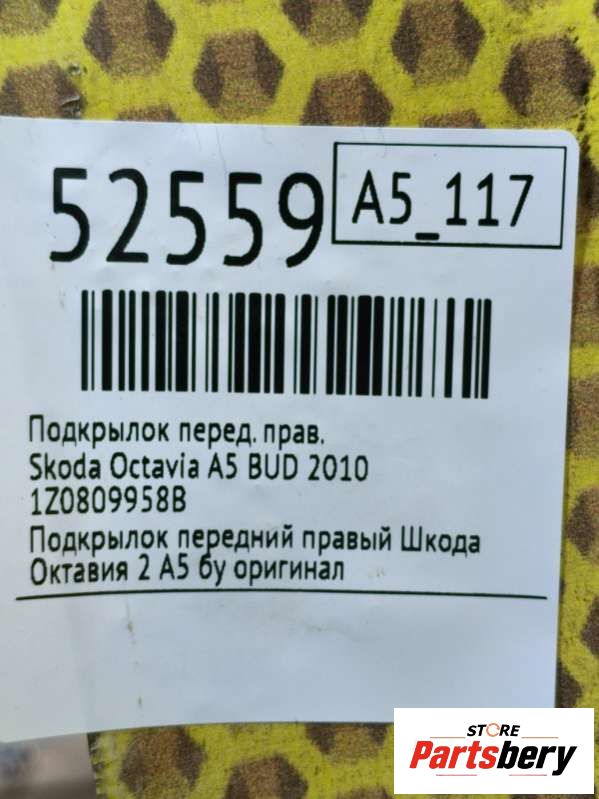 52559
A5_117
Подкрылок перед. прав.
Skoda Octavia A5 BUD 2010
1Z0809958B
Подкрылок передний правый Шкода
Октавия 2 А5 бу оригинал
STORE
Partsbery